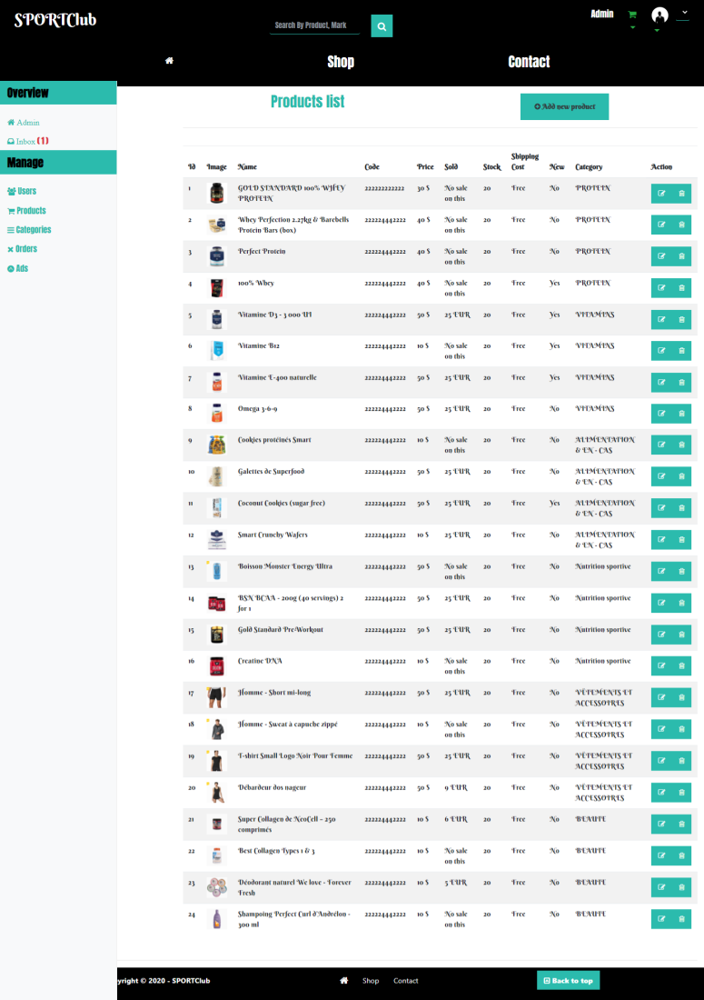 SPORTClub
Search By Product, Mark
Admin
Shop
Contact
Overview
Admin
Inbox (1)
Manage
Users
Products
Categories
Orders
Ads
Products list
Add new product
Id Image Name Code Price Sold Stock Shipping Cost New Category Action
1 GOLD STANDARD 100% WHEY PROTEIN 222222222222 30 $ No sale on this 20 Free No PROTEIN
2 Whey Perfection 2.27kg & Barebells Protein Bars (box) 222224442222 40 $ No sale on this 20 Free No PROTEIN
3 Perfect Protein 222224442222 40 $ No sale on this 20 Free No PROTEIN
4 100% Whey 222224442222 40 $ No sale on this 20 Free Yes PROTEIN
5 Vitamine D3 - 3 000 UI 222224442222 50 $ 25 EUR 20 Free Yes VITAMINS
6 Vitamine B12 222224442222 10 $ No sale on this 20 Free Yes VITAMINS
7 Vitamine E-400 naturelle 222224442222 50 $ 25 EUR 20 Free Yes VITAMINS
8 Omega 3-6-9 222224442222 50 $ 25 EUR 20 Free No VITAMINS
9 Cookies protéinés Smart 222224442222 10 $ No sale on this 20 Free No ALIMENTATION & EN - CAS
10 Galettes de Superfood 222224442222 50 $ 25 EUR 20 Free No ALIMENTATION & EN - CAS
11 Coconut Cookies (sugar free) 222224442222 50 $ 25 EUR 20 Free Yes ALIMENTATION & EN - CAS
12 Smart Crunchy Wafers 222224442222 10 $ 25 EUR 20 Free No ALIMENTATION & EN - CAS
13 Boisson Monster Energy Ultra 222224442222 50 $ No sale on this 20 Free No Nutrition sportive
14 BSN BCAA - 200g (40 servings) 2 for 1 222224442222 50 $ 25 EUR 20 Free No Nutrition sportive
15 Gold Standard Pre-Workout 222224442222 50 $ 25 EUR 20 Free No Nutrition sportive
16 Creatine DNA 222224442222 10 $ No sale on this 20 Free No Nutrition sportive
17 Homme - Short mi-long 222224442222 50 $ 25 EUR 20 Free No VÊTEMENTS ET ACCESSOIRES
18 Homme - Sweat à capuche zippé 222224442222 10 $ No sale on this 20 Free No VÊTEMENTS ET ACCESSOIRES
19 T-shirt Small Logo Noir Pour Femme 222224442222 50 $ 25 EUR 20 Free No VÊTEMENTS ET ACCESSOIRES
20 Débardeur dos nageur 222224442222 50 $ 9 EUR 20 Free No VÊTEMENTS ET ACCESSOIRES
21 Super Collagen de NeoCell – 250 comprimés 222224442222 10 $ 6 EUR 20 Free No BEAUTE
22 Best Collagen Types 1 & 3 222224442222 10 $ No sale on this 20 Free No BEAUTE
23 Déodorant naturel We love - Forever Fresh 222224442222 10 $ 5 EUR 20 Free No BEAUTE
24 Shampoing Perfect Curl d'Andrélon - 300 ml 222224442222 10 $ No sale on this 20 Free No BEAUTE
yright © 2020 - SPORTClub
Shop
Contact
Back to top